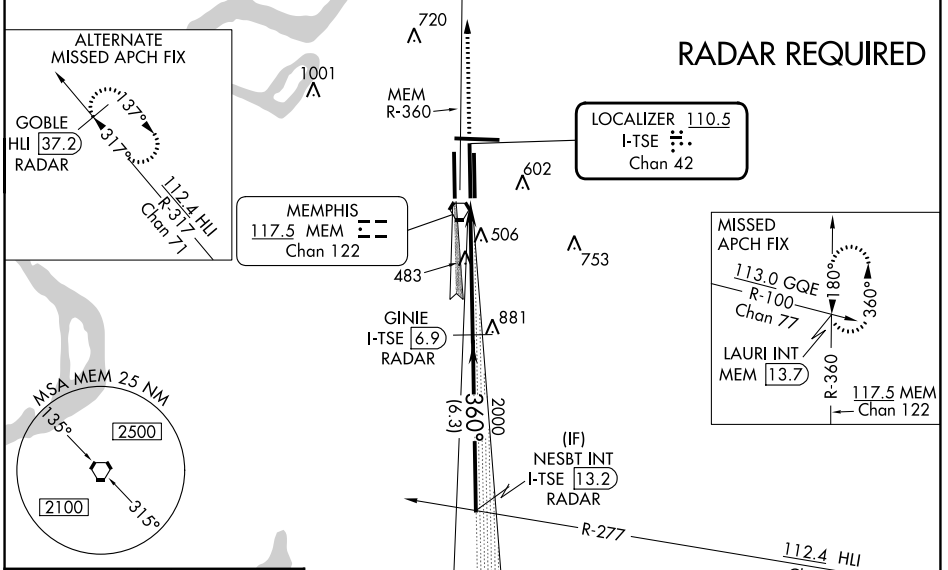 RADAR REQUIRED
ALTERNATE
MISSED APCH FIX
137°
317°
GOBLE
HLI 37.2
RADAR
112.4 HLI
R-317
Chan 71
720
1001
MEM
R-360
LOCALIZER 110.5
I-TSE
Chan 42
602
MEMPHIS
117.5 MEM
Chan 122
506
753
483
GINIE
I-TSE 6.9
RADAR
881
MISSED
APCH FIX
113.0 GQE
R-100
Chan 77
180°
360°
LAURI INT
MEM 13.7
R-360
117.5 MEM
Chan 122
MSA MEM 25 NM
135°
2500
2100
315°
2000
360°
(6.3)
(IF)
NESBT INT
I-TSE 13.2
RADAR
R-277
112.4 HLI